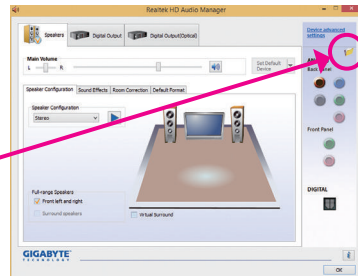 Realtek HD Audio Manager
Speakers
Digital Output
Digital Output(Optical)
Device advanced settings
Main Volume
L
R
Set Default Device
Back Panel
Speaker Configuration
Sound Effects
Room Correction
Default Format
Speaker Configuration
Stereo
Front Panel
Full-range Speakers
Front left and right
Surround speakers
Virtual Surround
DIGITAL
GIGABYTE
TECHNOLOGY
i
OK